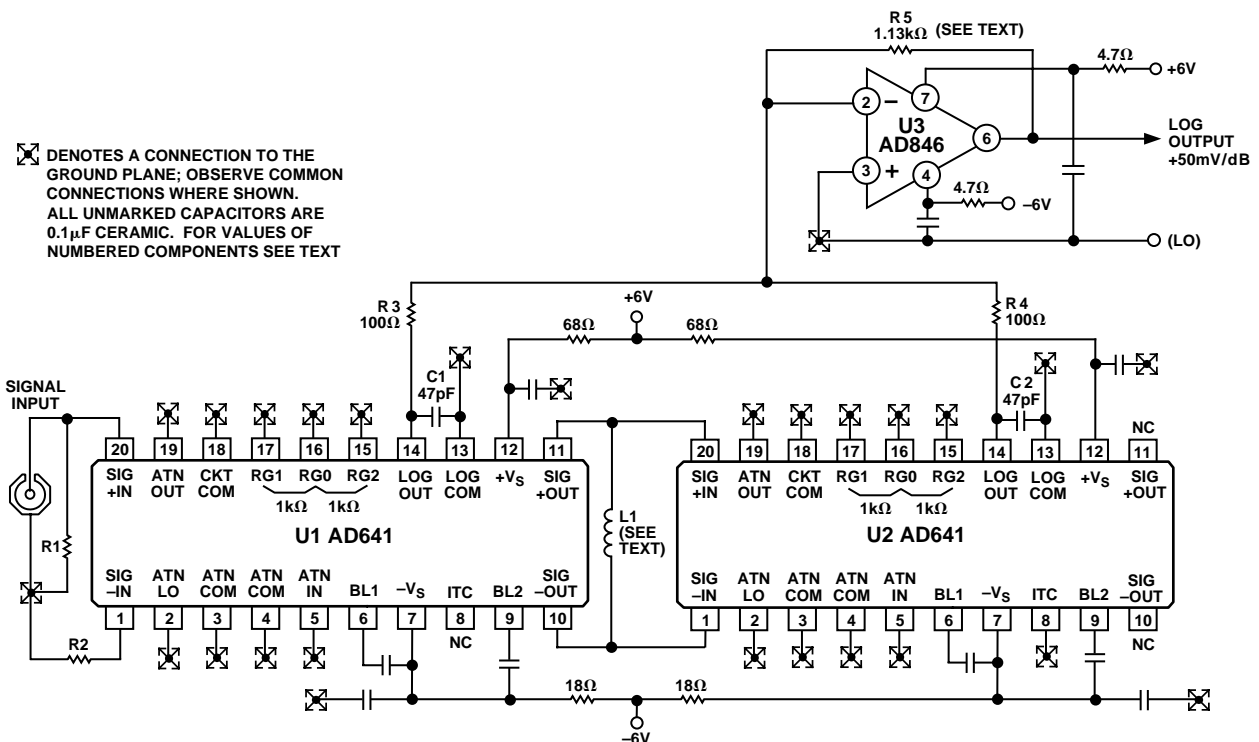 R5
1.13kΩ (SEE TEXT)
4.7Ω
+6V
7
2 –
U3
AD846
6
LOG
OUTPUT
+50mV/dB
3 +
4
4.7Ω
–6V
(LO)
DENOTES A CONNECTION TO THE
GROUND PLANE; OBSERVE COMMON
CONNECTIONS WHERE SHOWN.
ALL UNMARKED CAPACITORS ARE
0.1µF CERAMIC. FOR VALUES OF
NUMBERED COMPONENTS SEE TEXT
R3
100Ω
+6V
68Ω 68Ω
R4
100Ω
C1
47pF
C2
47pF
SIGNAL
INPUT
NC
20 19 18 17 16 15 14 13 12 11
SIG +IN
ATN OUT
CKT COM
RG1 RG0 RG2
LOG OUT
LOG COM
+VS
SIG +OUT
1kΩ 1kΩ
U1 AD641
R1
SIG –IN
ATN LO
ATN COM
ATN COM
ATN IN
BL1
–VS
ITC
BL2
SIG –OUT
1 2 3 4 5 6 7 8 9 10
NC
R2
L1
(SEE
TEXT)
20 19 18 17 16 15 14 13 12 11
SIG +IN
ATN OUT
CKT COM
RG1 RG0 RG2
LOG OUT
LOG COM
+VS
SIG +OUT
1kΩ 1kΩ
U2 AD641
SIG –IN
ATN LO
ATN COM
ATN COM
ATN IN
BL1
–VS
ITC
BL2
SIG –OUT
1 2 3 4 5 6 7 8 9 10
NC
18Ω 18Ω
–6V